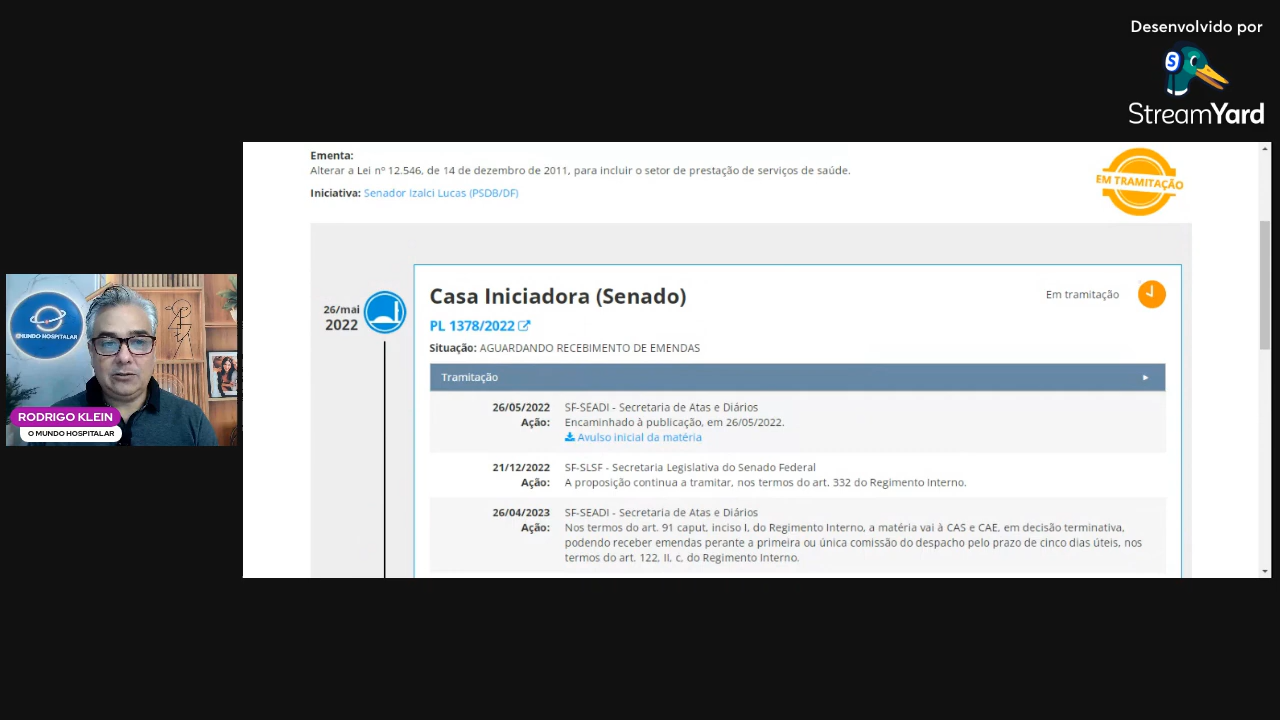 Desenvolvido por
S
StreamYard
Ementa:
Alterar a Lei nº 12.546, de 14 de dezembro de 2011, para incluir o setor de prestação de serviços de saúde.
Iniciativa: Senador Izalci Lucas (PSDB/DF)
EM TRAMITAÇÃO
26/mai
2022
Casa Iniciadora (Senado)
Em tramitação
PL 1378/2022
Situação: AGUARDANDO RECEBIMENTO DE EMENDAS
Tramitação
26/05/2022 SF-SEADI - Secretaria de Atas e Diários
Ação: Encaminhado à publicação, em 26/05/2022.
Avulso inicial da matéria
21/12/2022 SF-SLSF - Secretaria Legislativa do Senado Federal
Ação: A proposição continua a tramitar, nos termos do art. 332 do Regimento Interno.
26/04/2023 SF-SEADI - Secretaria de Atas e Diários
Ação: Nos termos do art. 91 caput, inciso I, do Regimento Interno, a matéria vai à CAS e CAE, em decisão terminativa,
podendo receber emendas perante a primeira ou única comissão do despacho pelo prazo de cinco dias úteis, nos
termos do art. 122, II, c, do Regimento Interno.
MUNDO HOSPITALAR
RODRIGO KLEIN
O MUNDO HOSPITALAR